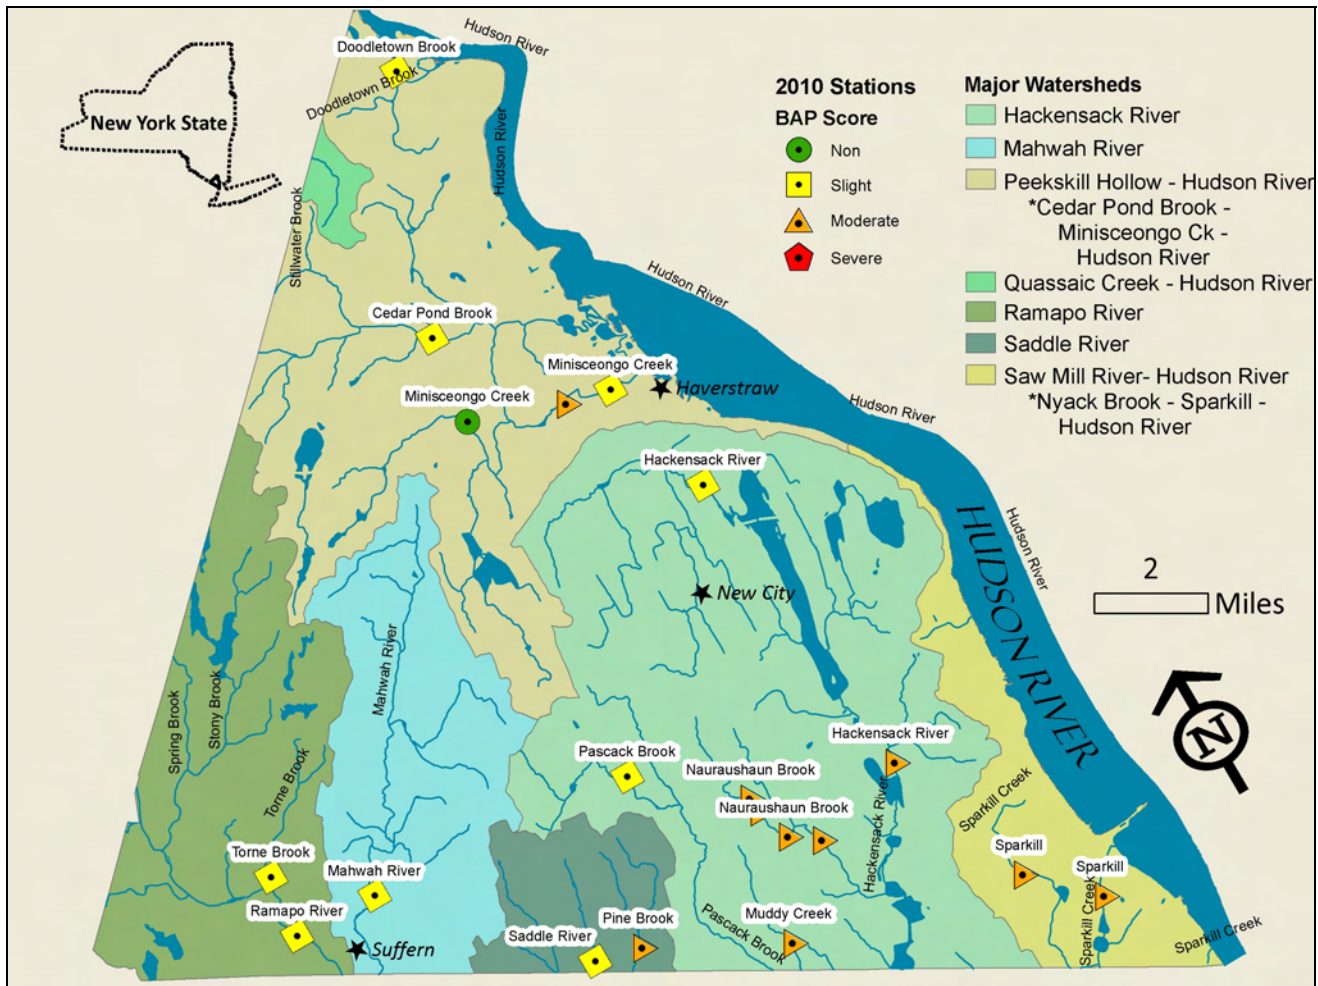 Hudson River
Doodletown Brook
Doodletown Brook
New York State
Hudson River
2010 Stations
BAP Score
Non
Slight
Moderate
Severe
Major Watersheds
Hackensack River
Mahwah River
Peekskill Hollow - Hudson River
*Cedar Pond Brook -
Minisceongo Ck -
Hudson River
Quassaic Creek - Hudson River
Ramapo River
Saddle River
Saw Mill River- Hudson River
*Nyack Brook - Sparkill -
Hudson River
Stillwater Brook
Hudson River
Cedar Pond Brook
Minisceongo Creek
Haverstraw
Minisceongo Creek
Hudson River
Hackensack River
HUDSON RIVER
Hudson River
2
Miles
New City
Mahwah River
Spring Brook
Stony Brook
Torne Brook
N
Hackensack River
Pascack Brook
Nauraushaun Brook
Nauraushaun Brook
Hackensack River
Sparkill Creek
Sparkill
Sparkill
Torne Brook
Mahwah River
Ramapo River
Suffern
Saddle River
Pine Brook
Pascack Brook
Muddy Creek
Sparkill Creek
Sparkill Creek